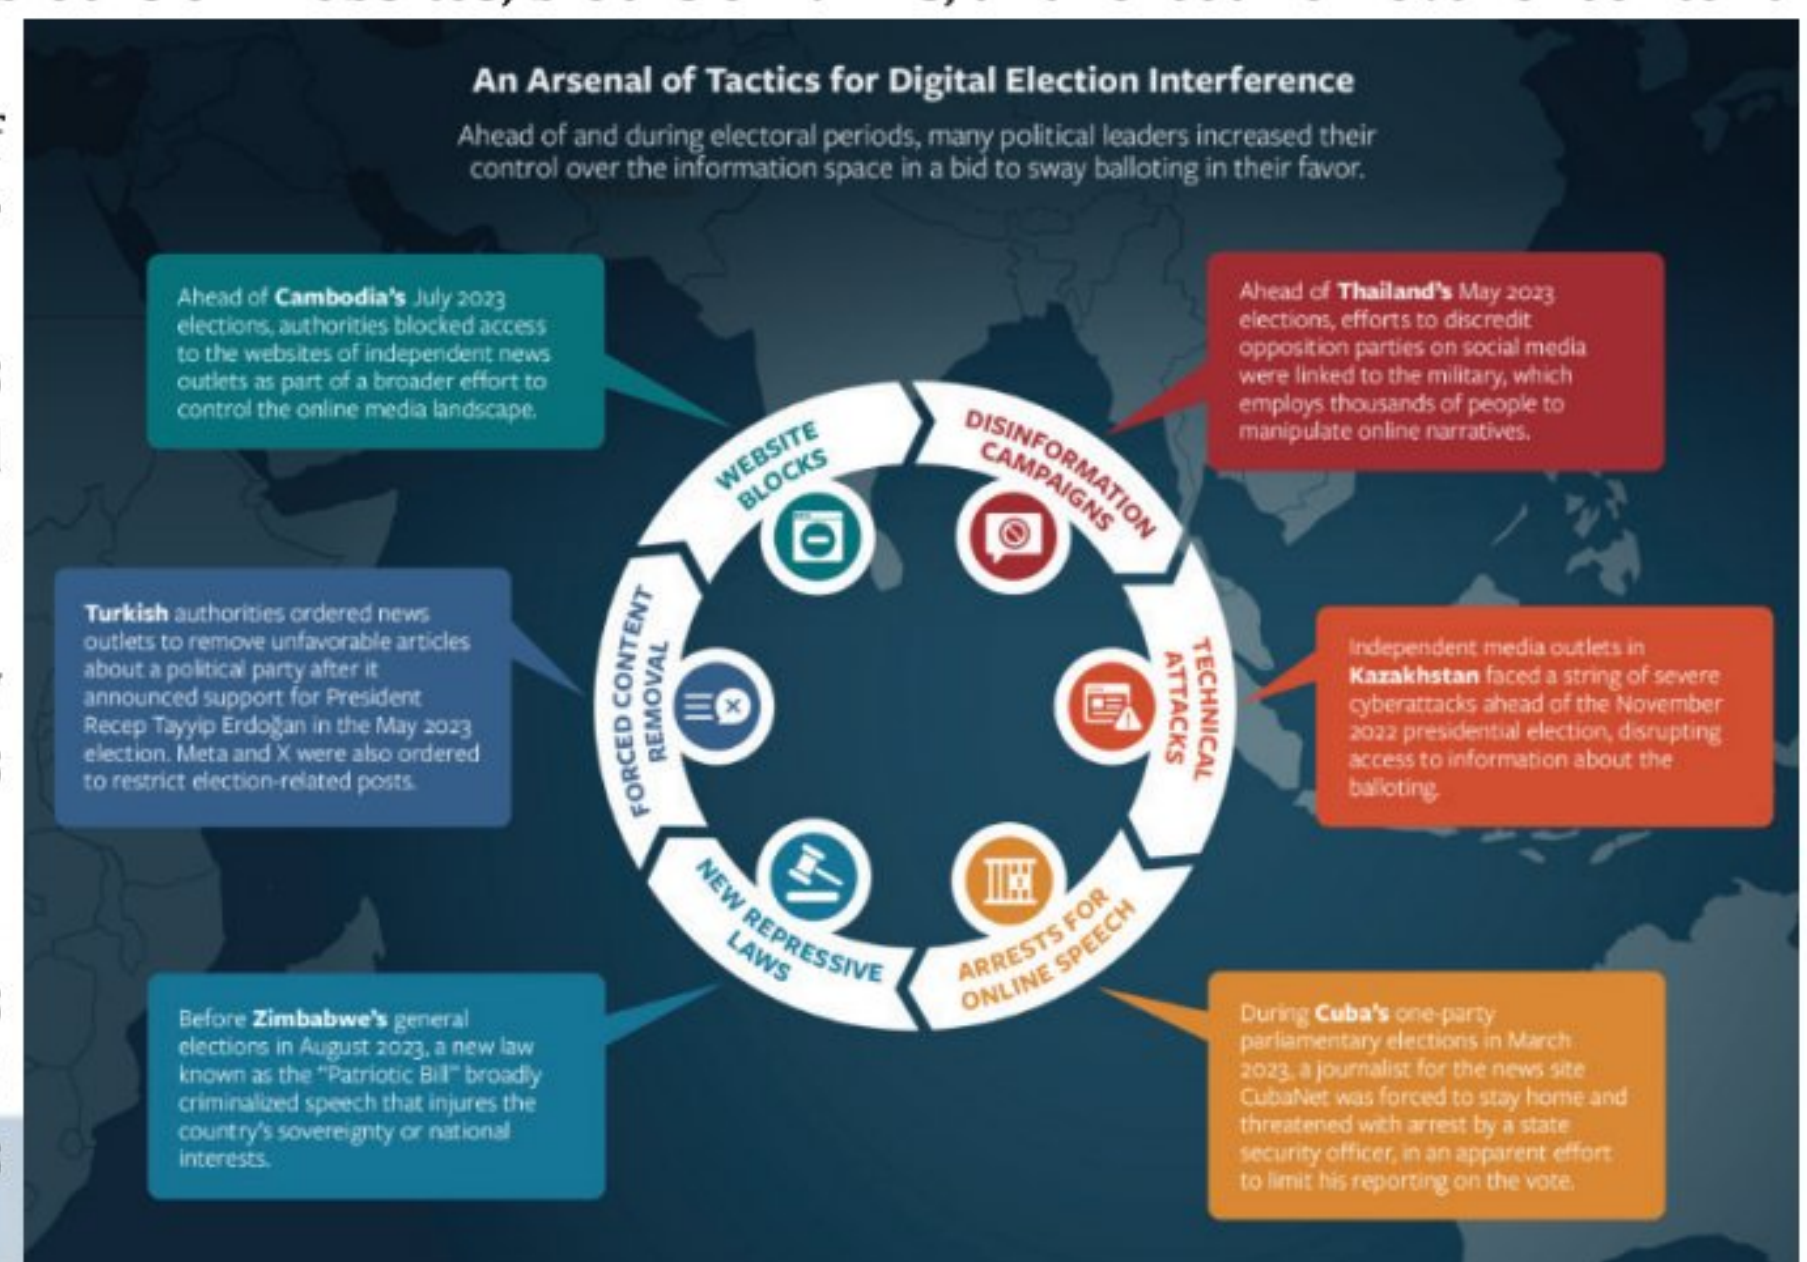 An Arsenal of Tactics for Digital Election Interference
Ahead of and during electoral periods, many political leaders increased their
control over the information space in a bid to sway balloting in their favor.
Ahead of Cambodia's July 2023
elections, authorities blocked access
to the websites of independent news
outlets as part of a broader effort to
control the online media landscape.
Ahead of Thailand's May 2023
elections, efforts to discredit
opposition parties on social media
were linked to the military, which
employs thousands of people to
manipulate online narratives.
WEBSITE
BLOCKS
DISINFORMATION
CAMPAIGNS
Turkish authorities ordered news
outlets to remove unfavorable articles
about a political party after it
announced support for President
Recep Tayyip Erdoğan in the May 2023
election. Meta and X were also ordered
to restrict election-related posts.
FORCED CONTENT
REMOVAL
TECHNICAL
ATTACKS
Independent media outlets in
Kazakhstan faced a string of severe
cyberattacks ahead of the November
2022 presidential election, disrupting
access to information about the
balloting.
NEW REPRESSIVE
LAWS
ARRESTS FOR
ONLINE SPEECH
Before Zimbabwe's general
elections in August 2023, a new law
known as the "Patriotic Bill" broadly
criminalized speech that injures the
country's sovereignty or national
interests.
During Cuba's one-party
parliamentary elections in March
2023, a journalist for the news site
CubaNet was forced to stay home and
threatened with arrest by a state
security officer, in an apparent effort
to limit his reporting on the vote.